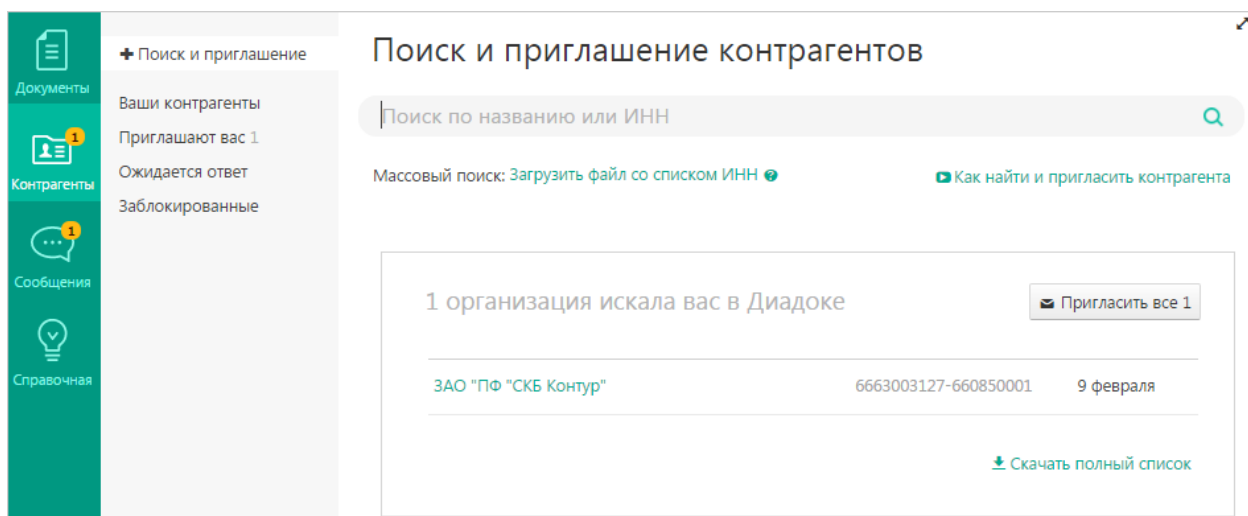 Документы
1
Контрагенты
1
Сообщения
Справочная
+ Поиск и приглашение
Ваши контрагенты
Приглашают вас 1
Ожидается ответ
Заблокированные
Поиск и приглашение контрагентов
Поиск по названию или ИНН
Массовый поиск: Загрузить файл со списком ИНН ?
Как найти и пригласить контрагента
1 организация искала вас в Диадоке
Пригласить все 1
ЗАО "ПФ "СКБ Контур" 6663003127-660850001 9 февраля
Скачать полный список